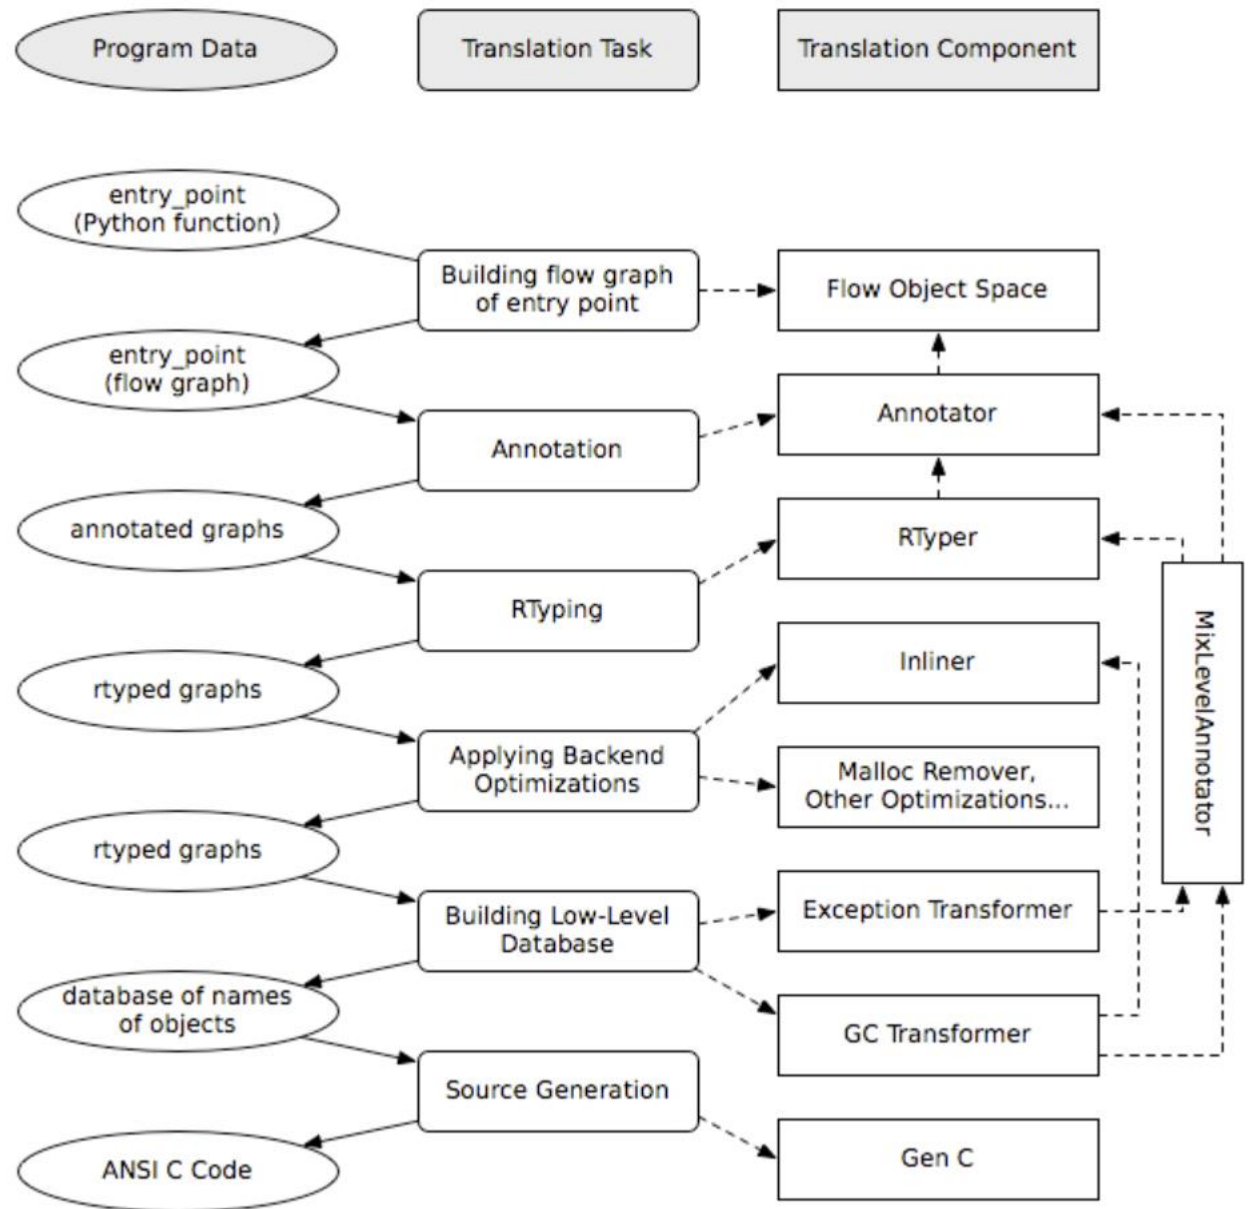 Program Data
Translation Task
Translation Component
entry_point
(Python function)
Building flow graph
of entry point
Flow Object Space
entry_point
(flow graph)
Annotation
Annotator
annotated graphs
RTyping
RTyper
rtyped graphs
Inliner
Applying Backend
Optimizations
Malloc Remover,
Other Optimizations...
MixLevelAnnotator
rtyped graphs
Building Low-Level
Database
Exception Transformer
database of names
of objects
GC Transformer
Source Generation
ANSI C Code
Gen C